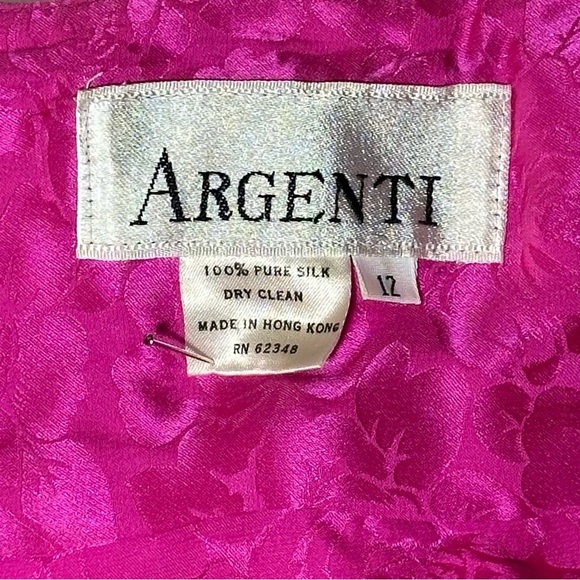 ARGENTI
100% PURE SILK
DRY CLEAN
MADE IN HONG KONG
RN 62348
12